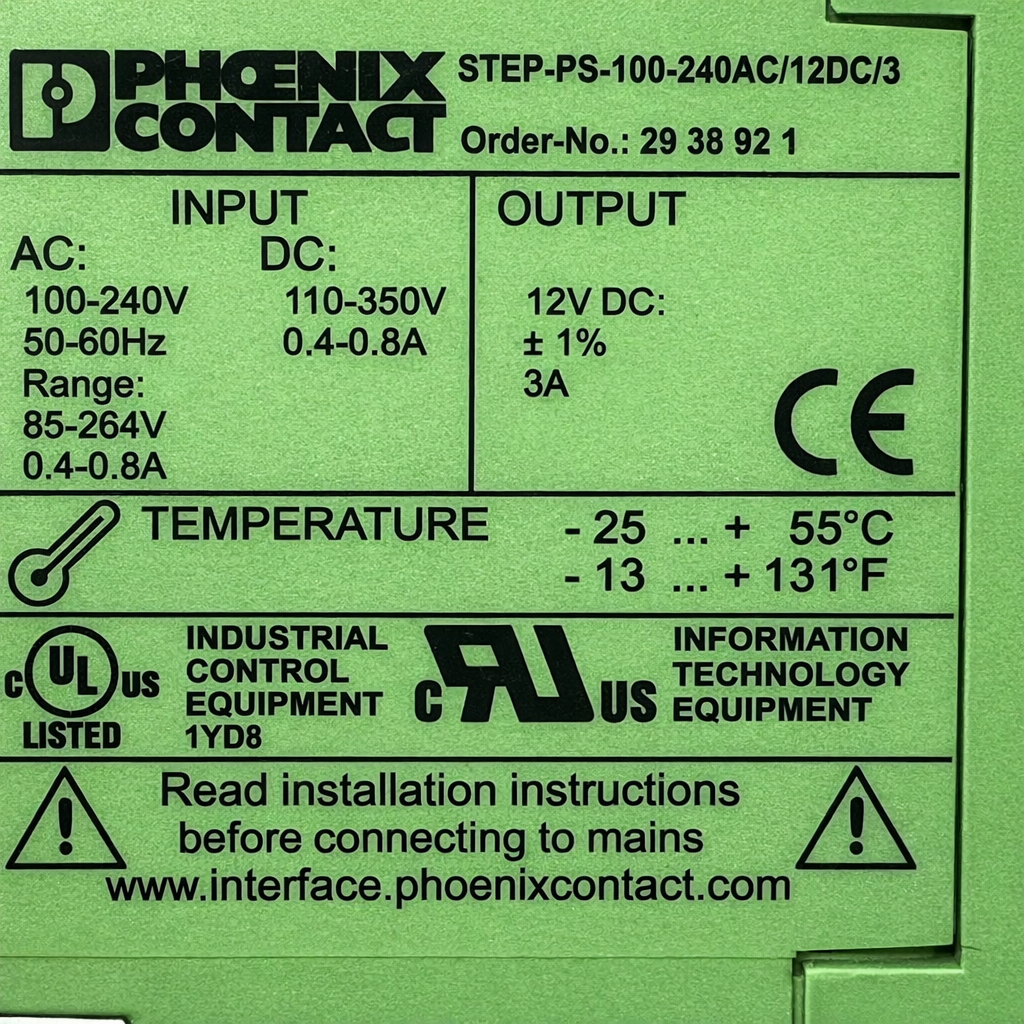 PHŒNIX
CONTACT
STEP-PS-100-240AC/12DC/3
Order-No.: 29 38 92 1
INPUT
AC:
100-240V
50-60Hz
Range:
85-264V
0.4-0.8A
DC:
110-350V
0.4-0.8A
OUTPUT
12V DC:
± 1%
3A
CE
TEMPERATURE
- 25 ... + 55°C
- 13 ... + 131°F
C UL US
LISTED
INDUSTRIAL
CONTROL
EQUIPMENT
1YD8
C RU US
INFORMATION
TECHNOLOGY
EQUIPMENT
Read installation instructions
before connecting to mains
www.interface.phoenixcontact.com